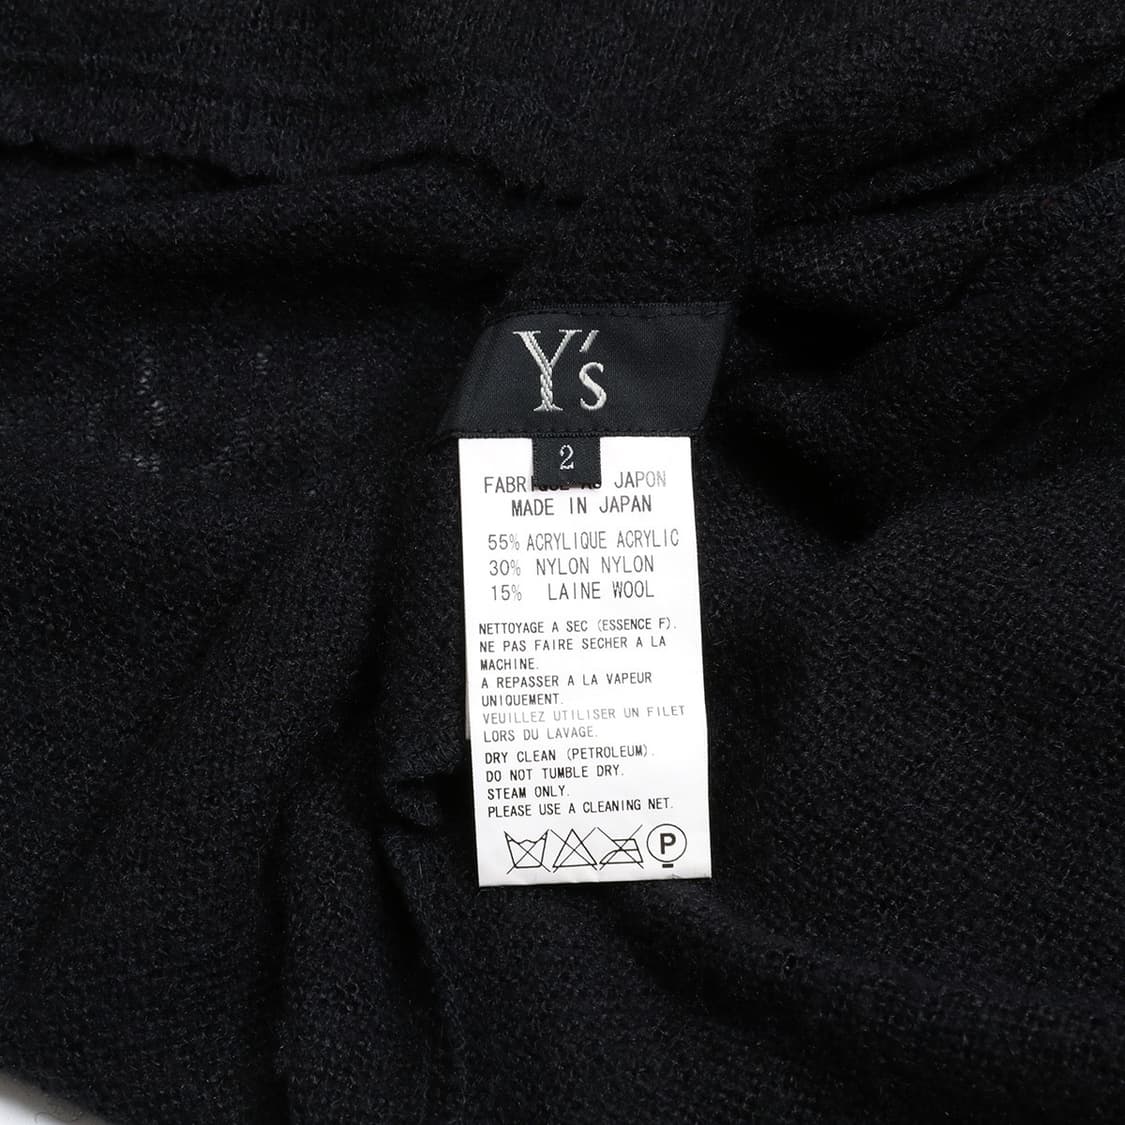 Y's
2
JAPON
MADE IN JAPAN
55% ACRYLIQUE ACRYLIC
30% NYLON NYLON
15% LAINE WOOL
NETTOYAGE A SEC (ESSENCE F).
NE PAS FAIRE SECHER A LA
MACHINE.
A REPASSER A LA VAPEUR
UNIQUEMENT.
VEUILLEZ UTILISER UN FILET
LORS DU LAVAGE.
DRY CLEAN (PETROLEUM).
DO NOT TUMBLE DRY.
STEAM ONLY.
PLEASE USE A CLEANING NET.
P